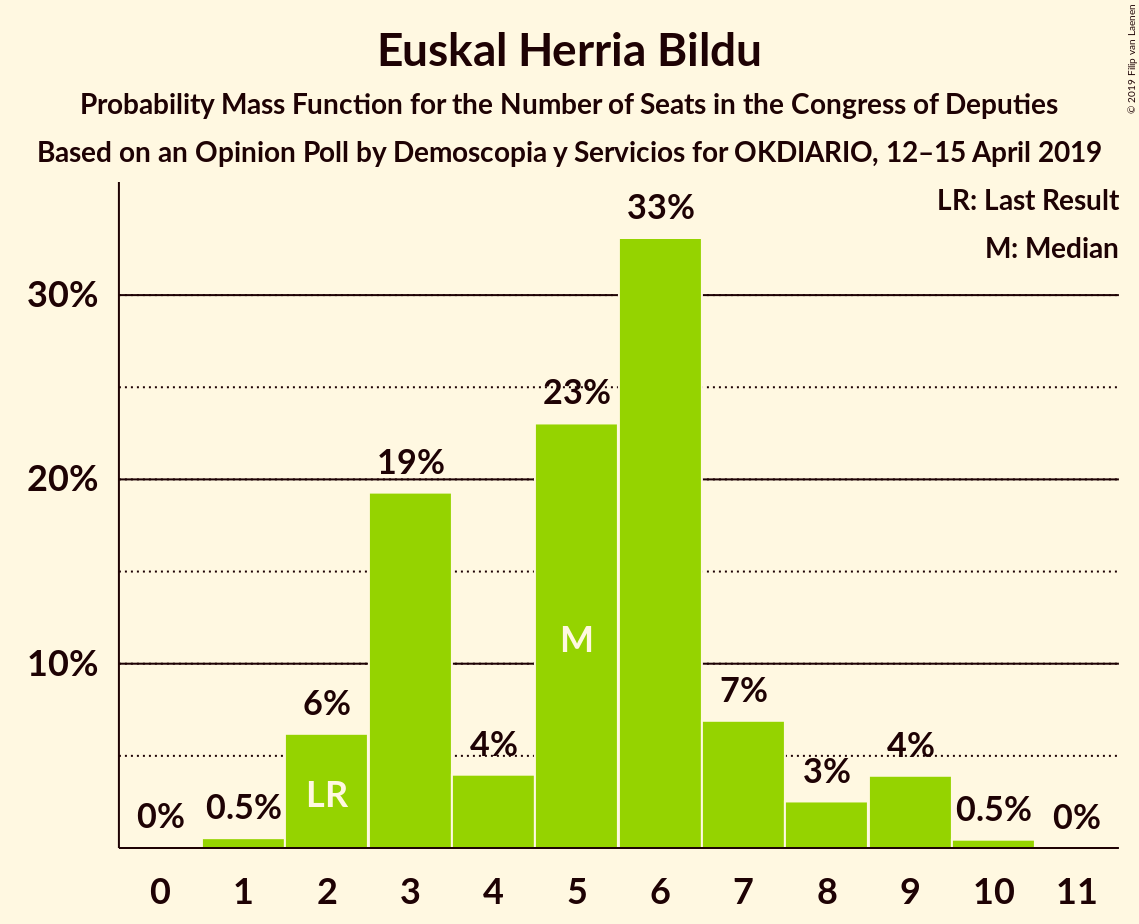 Euskal Herria Bildu
Probability Mass Function for the Number of Seats in the Congress of Deputies
Based on an Opinion Poll by Demoscopia y Servicios for OKDIARIO, 12–15 April 2019
© 2019 Filip van Laenen
LR: Last Result
M: Median
30%
20%
10%
0%
0.5%
6%
19%
4%
23%
33%
7%
3%
4%
0.5%
0%
LR
M
0 1 2 3 4 5 6 7 8 9 10 11